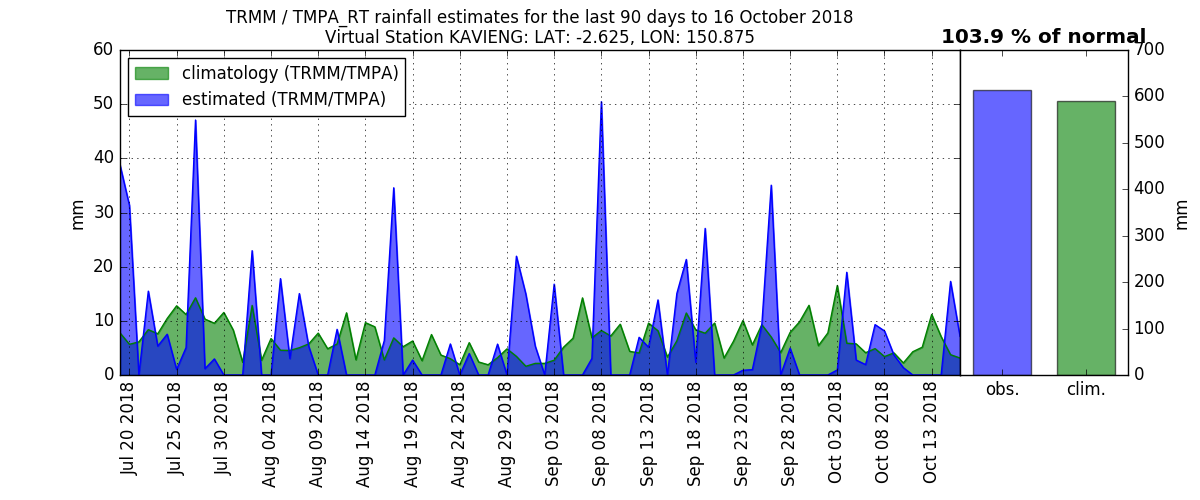 TRMM / TMPA_RT rainfall estimates for the last 90 days to 16 October 2018
Virtual Station KAVIENG: LAT: -2.625, LON: 150.875
103.9 % of normal
climatology (TRMM/TMPA)
estimated (TRMM/TMPA)
60
50
40
30
20
10
0
mm
Jul 20 2018
Jul 25 2018
Jul 30 2018
Aug 04 2018
Aug 09 2018
Aug 14 2018
Aug 19 2018
Aug 24 2018
Aug 29 2018
Sep 03 2018
Sep 08 2018
Sep 13 2018
Sep 18 2018
Sep 23 2018
Sep 28 2018
Oct 03 2018
Oct 08 2018
Oct 13 2018
obs.
clim.
700
600
500
400
300
200
100
0
mm